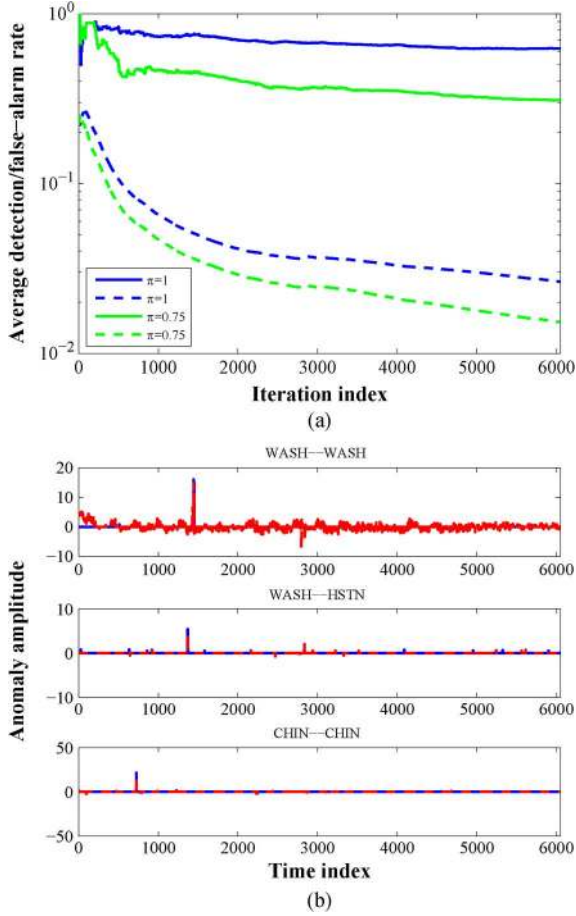 Average detection/false-alarm rate
10^0
10^-1
10^-2
π=1
π=1
π=0.75
π=0.75
0 1000 2000 3000 4000 5000 6000
Iteration index
(a)
Anomaly amplitude
WASH--WASH
20
10
0
-10
0 1000 2000 3000 4000 5000 6000
WASH--HSTN
10
0
-10
0 1000 2000 3000 4000 5000 6000
CHIN--CHIN
50
0
-50
0 1000 2000 3000 4000 5000 6000
Time index
(b)